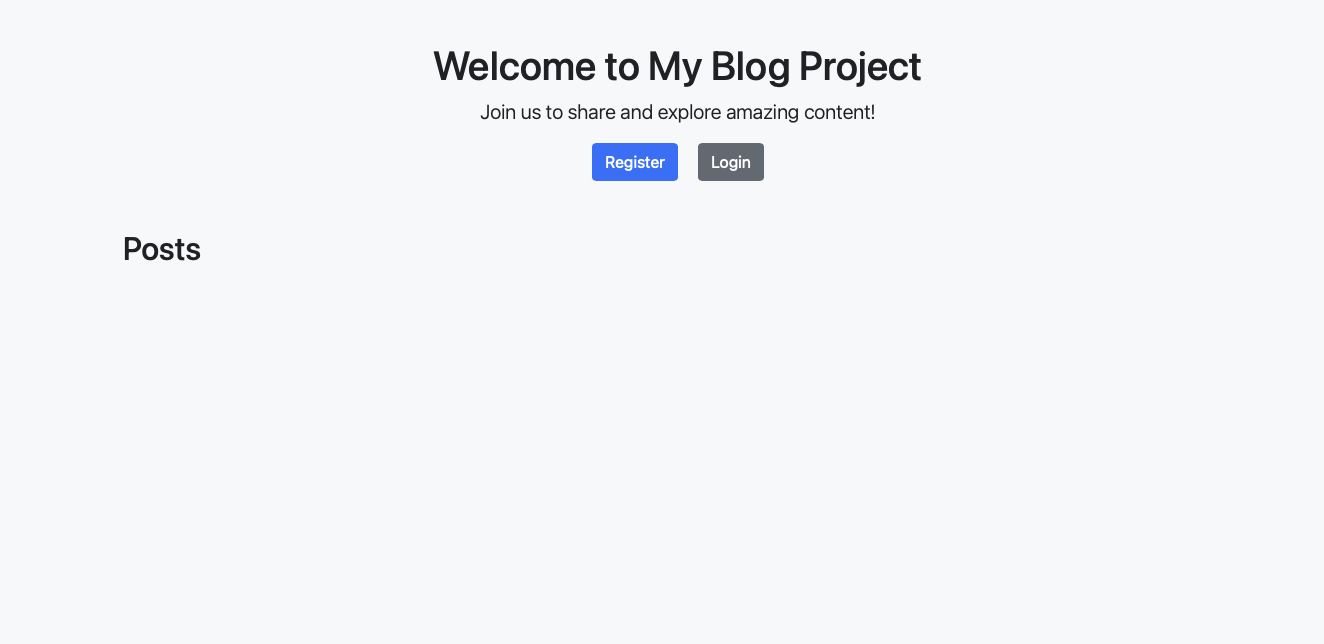 Welcome to My Blog Project
Join us to share and explore amazing content!
Register Login
Posts